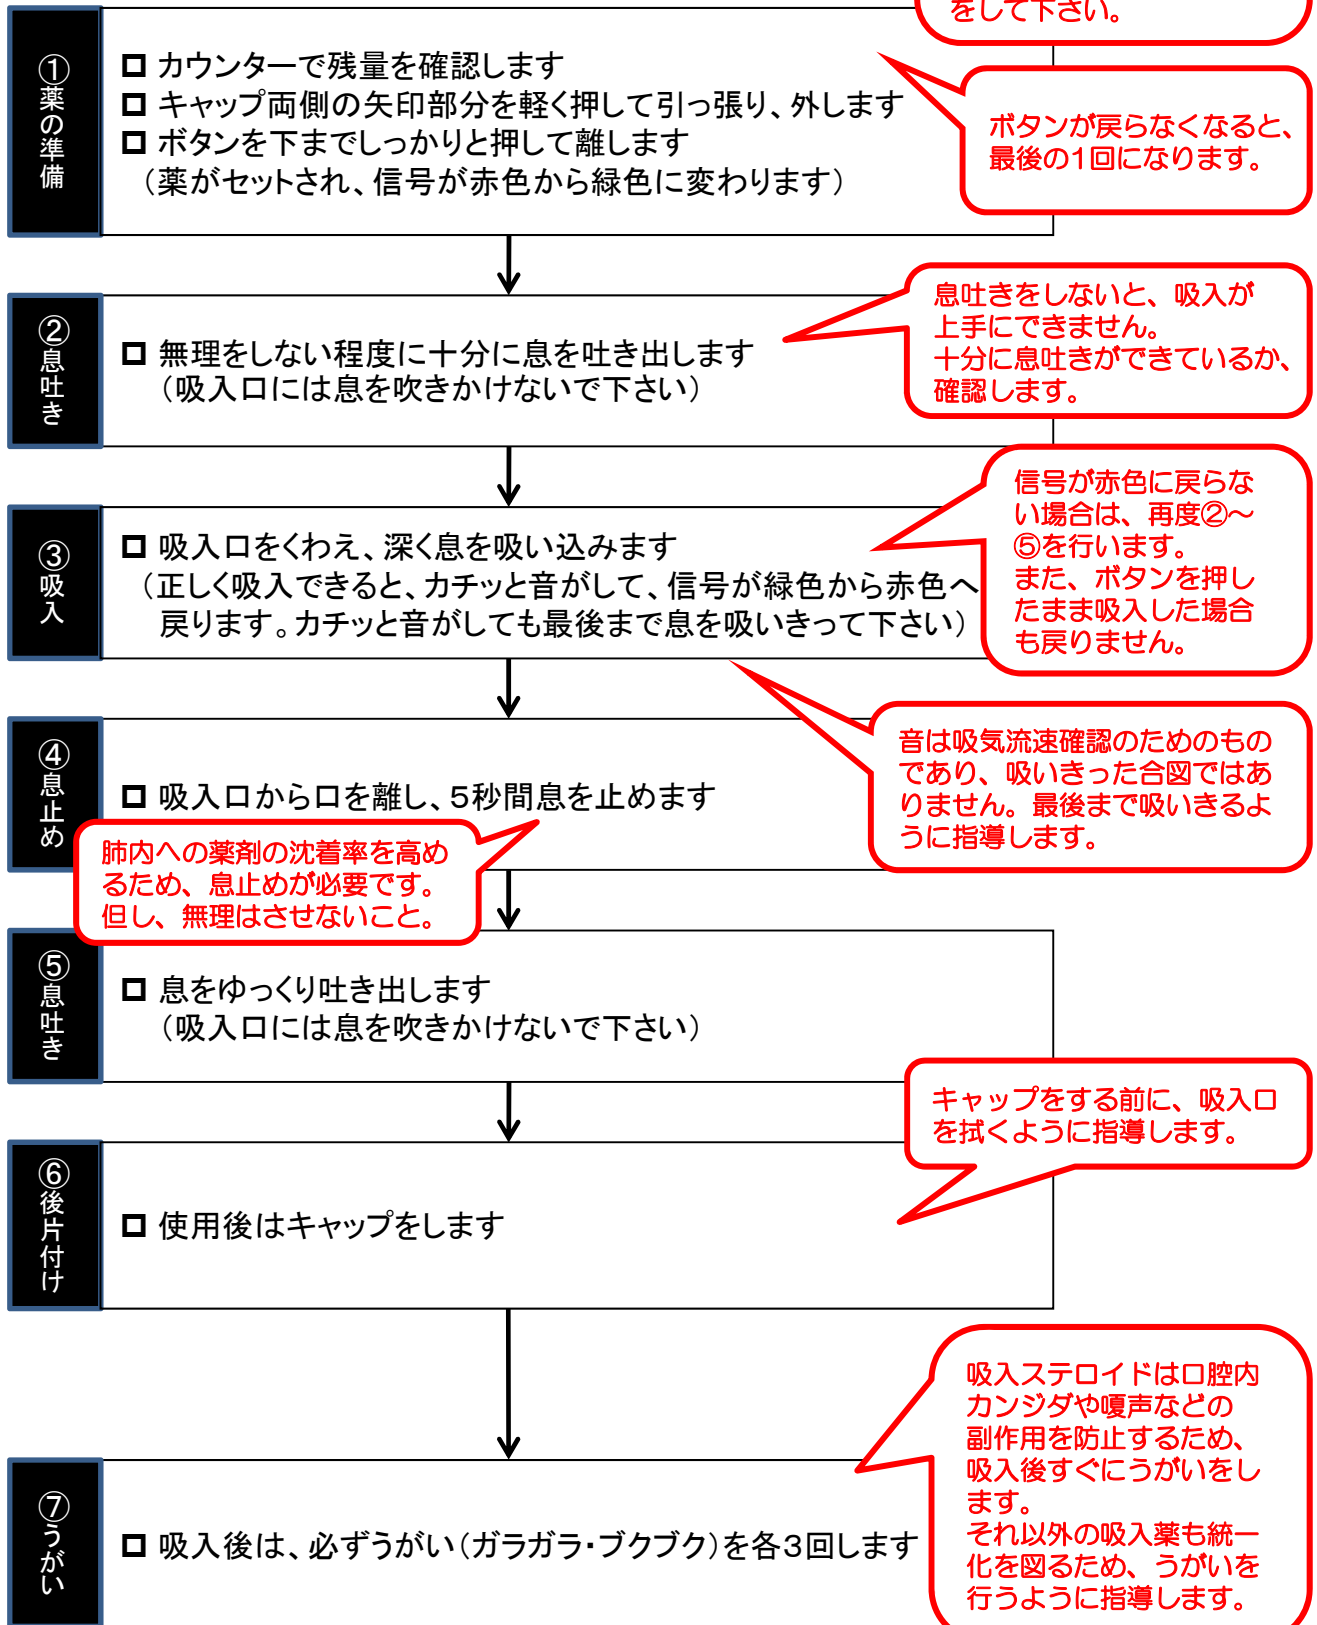 をして下さい。
①薬の準備
カウンターで残量を確認します
キャップ両側の矢印部分を軽く押して引っ張り、外します
ボタンを下までしっかりと押して離します
（薬がセットされ、信号が赤色から緑色に変わります）
ボタンが戻らなくなると、
最後の1回になります。
②息吐き
無理をしない程度に十分に息を吐き出します
（吸入口には息を吹きかけないで下さい）
息吐きをしないと、吸入が
上手にできません。
十分に息吐きができているか、
確認します。
③吸入
吸入口をくわえ、深く息を吸い込みます
（正しく吸入できると、カチッと音がして、信号が緑色から赤色へ
戻ります。カチッと音がしても最後まで息を吸いきって下さい）
信号が赤色に戻らな
い場合は、再度②～
⑤を行います。
また、ボタンを押し
たまま吸入した場合
も戻りません。
④息止め
吸入口から口を離し、５秒間息を止めます
音は吸気流速確認のためのもの
であり、吸いきった合図ではあ
りません。最後まで吸いきるよ
うに指導します。
肺内への薬剤の沈着率を高め
るため、息止めが必要です。
但し、無理はさせないこと。
⑤息吐き
息をゆっくり吐き出します
（吸入口には息を吹きかけないで下さい）
⑥後片付け
使用後はキャップをします
キャップをする前に、吸入口
を拭くように指導します。
⑦うがい
吸入後は、必ずうがい（ガラガラ・ブクブク）を各３回します
吸入ステロイドは口腔内
カンジダや嗄声などの
副作用を防止するため、
吸入後すぐにうがいをし
ます。
それ以外の吸入薬も統一
化を図るため、うがいを
行うように指導します。